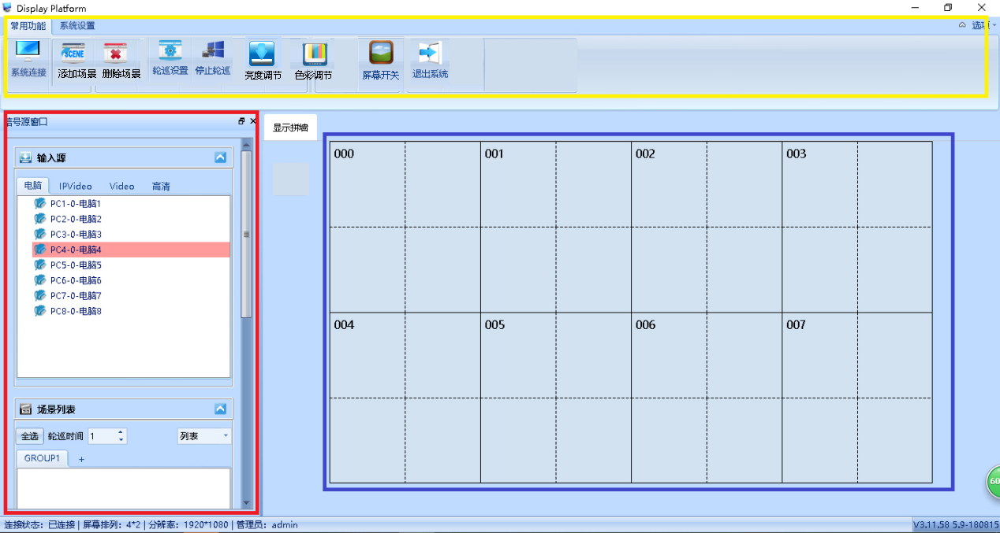 Display Platform
常用功能 系统设置 选项
系统连接 添加场景 删除场景 轮巡设置 停止轮巡 亮度调节 色彩调节 屏幕开关 退出系统
信号源窗口
显示拼墙
输入源
电脑 IPVideo Video 高清
PC1-0-电脑1
PC2-0-电脑2
PC3-0-电脑3
PC4-0-电脑4
PC5-0-电脑5
PC6-0-电脑6
PC7-0-电脑7
PC8-0-电脑8
场景列表
全选 轮巡时间 1 列表
GROUP1 +
000 001 002 003
004 005 006 007
60
连接状态: 已连接 | 屏幕排列: 4*2 | 分辨率: 1920*1080 | 管理员: admin
V3.11.58 5.9-180815